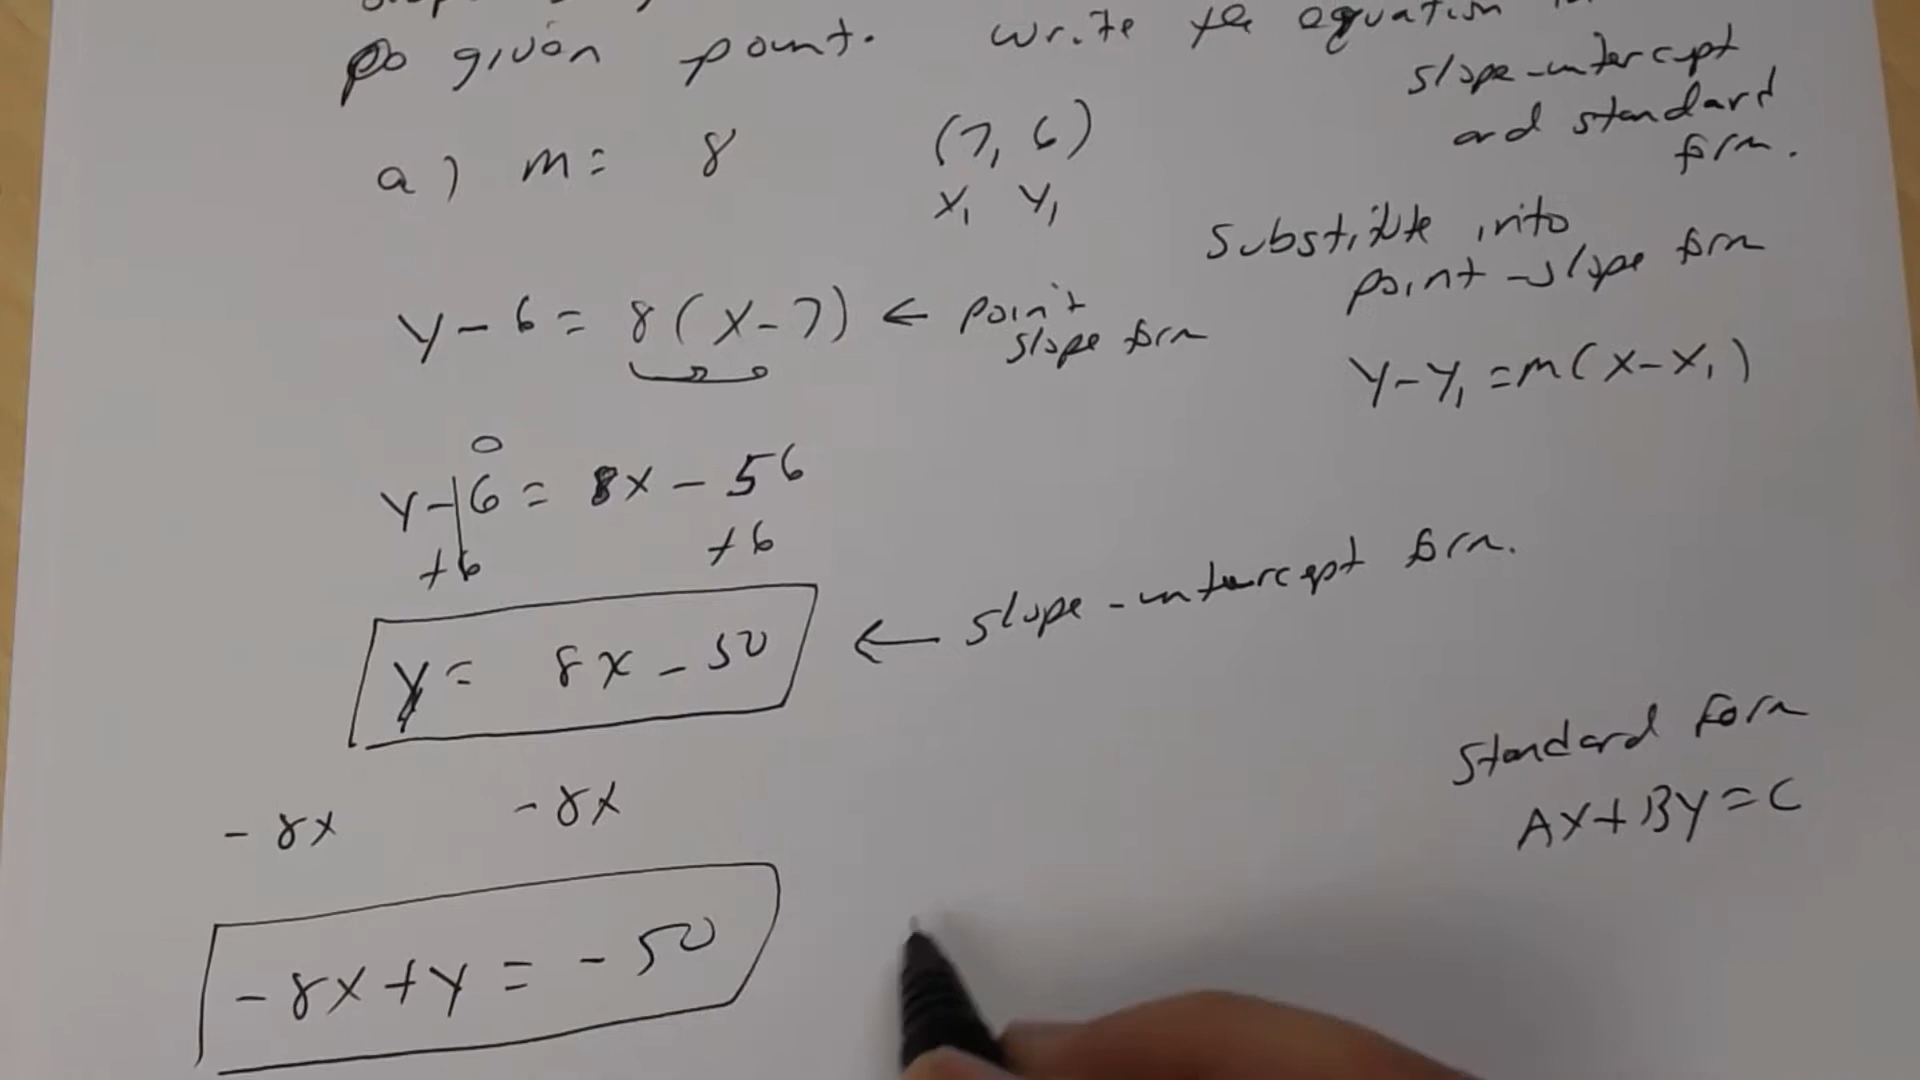 given point. write the equation
slope-intercept
and standard
form.
a) m = 8 (7, 6)
x₁ y₁
Substitute into
point-slope form
y - y₁ = m(x - x₁)
y - 6 = 8(x - 7) ← point
slope form
0
y - 6 = 8x - 56
+6 +6
y = 8x - 50 ← slope-intercept form.
-8x -8x
Standard Form
Ax + By = C
-8x + y = -50